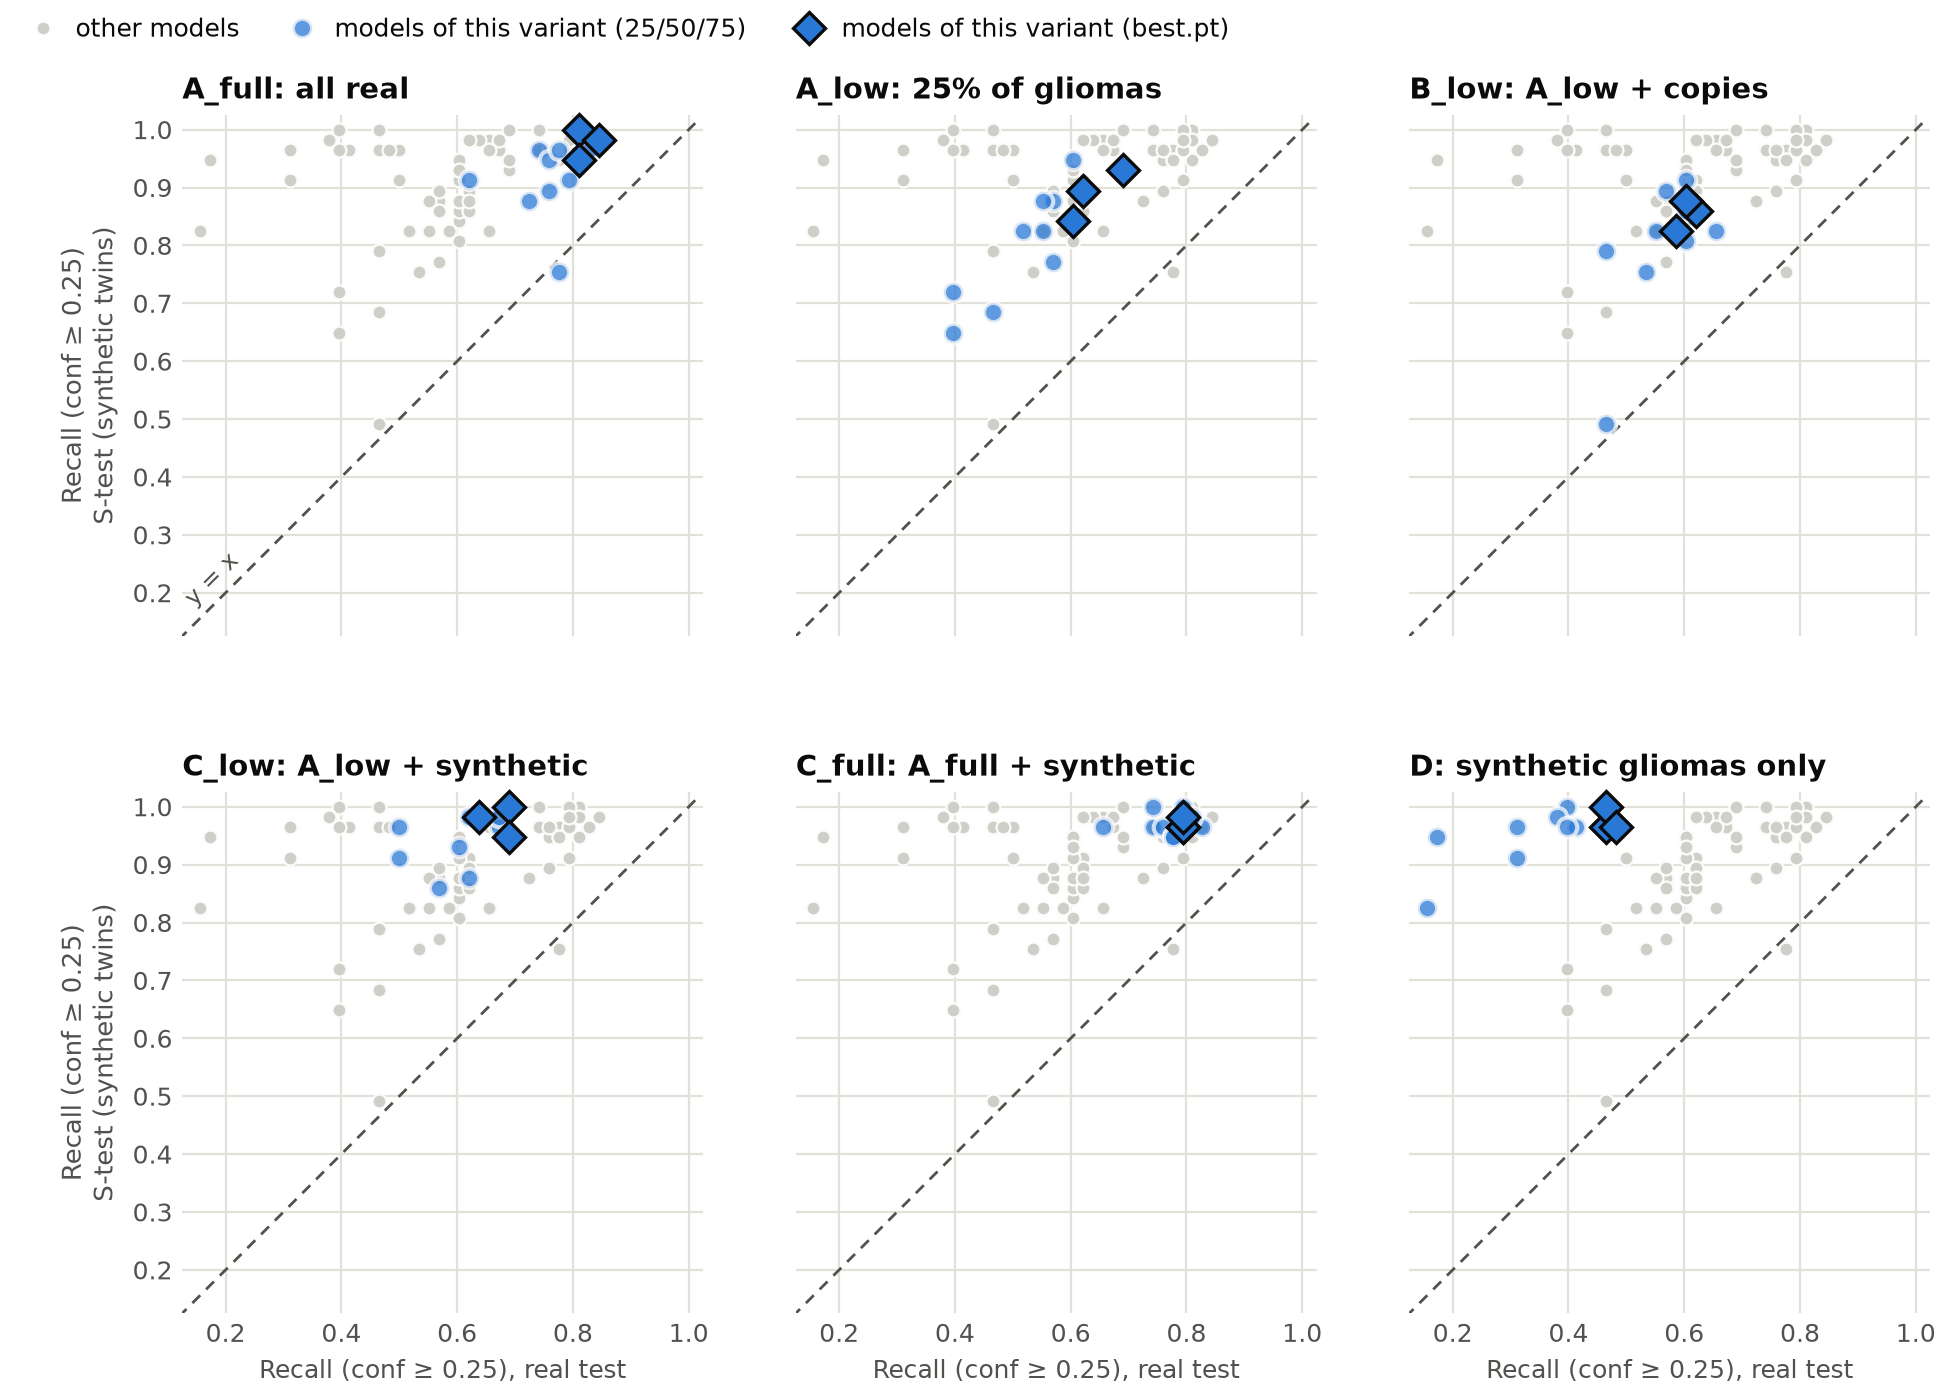 other models
models of this variant (25/50/75)
models of this variant (best.pt)
A_full: all real
A_low: 25% of gliomas
B_low: A_low + copies
Recall (conf ≥ 0.25)
S-test (synthetic twins)
1.0
0.9
0.8
0.7
0.6
0.5
0.4
0.3
0.2
y = x
C_low: A_low + synthetic
C_full: A_full + synthetic
D: synthetic gliomas only
Recall (conf ≥ 0.25)
S-test (synthetic twins)
1.0
0.9
0.8
0.7
0.6
0.5
0.4
0.3
0.2
0.2 0.4 0.6 0.8 1.0
0.2 0.4 0.6 0.8 1.0
0.2 0.4 0.6 0.8 1.0
Recall (conf ≥ 0.25), real test
Recall (conf ≥ 0.25), real test
Recall (conf ≥ 0.25), real test